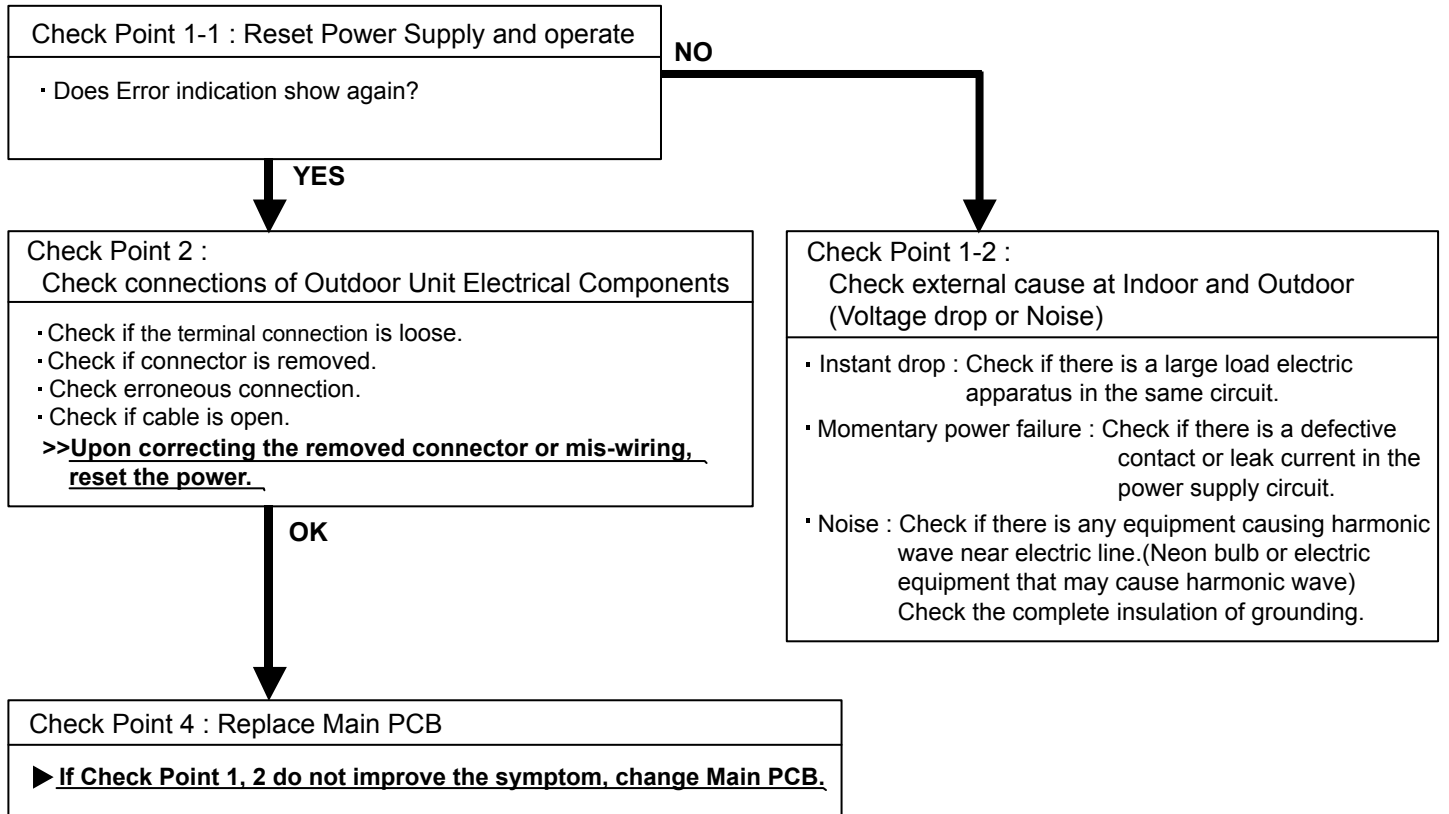 Check Point 1-1 : Reset Power Supply and operate
· Does Error indication show again?
NO
YES
Check Point 2 :
Check connections of Outdoor Unit Electrical Components
· Check if the terminal connection is loose.
· Check if connector is removed.
· Check erroneous connection.
· Check if cable is open.
>>Upon correcting the removed connector or mis-wiring,
reset the power.
OK
Check Point 1-2 :
Check external cause at Indoor and Outdoor
(Voltage drop or Noise)
· Instant drop : Check if there is a large load electric
apparatus in the same circuit.
· Momentary power failure : Check if there is a defective
contact or leak current in the
power supply circuit.
· Noise : Check if there is any equipment causing harmonic
wave near electric line.(Neon bulb or electric
equipment that may cause harmonic wave)
Check the complete insulation of grounding.
Check Point 4 : Replace Main PCB
▶ If Check Point 1, 2 do not improve the symptom, change Main PCB.